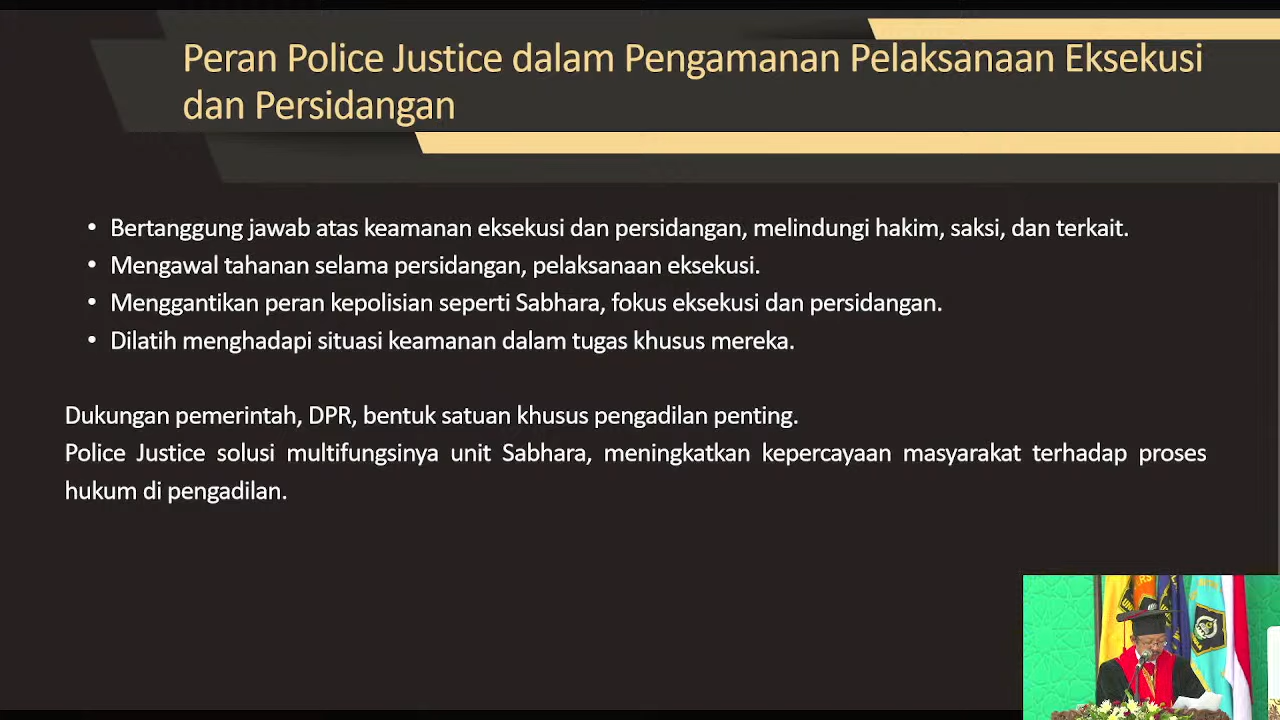 Peran Police Justice dalam Pengamanan Pelaksanaan Eksekusi
dan Persidangan
• Bertanggung jawab atas keamanan eksekusi dan persidangan, melindungi hakim, saksi, dan terkait.
• Mengawal tahanan selama persidangan, pelaksanaan eksekusi.
• Menggantikan peran kepolisian seperti Sabhara, fokus eksekusi dan persidangan.
• Dilatih menghadapi situasi keamanan dalam tugas khusus mereka.
Dukungan pemerintah, DPR, bentuk satuan khusus pengadilan penting.
Police Justice solusi multifungsinya unit Sabhara, meningkatkan kepercayaan masyarakat terhadap proses
hukum di pengadilan.